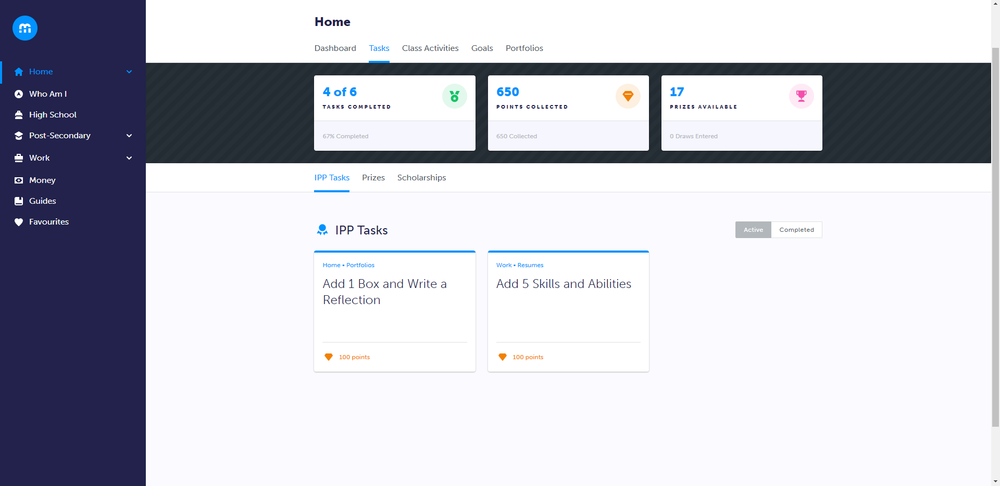 Home
Who Am I
High School
Post-Secondary
Work
Money
Guides
Favourites
Home
Dashboard Tasks Class Activities Goals Portfolios
4 of 6
TASKS COMPLETED
67% Completed
650
POINTS COLLECTED
650 Collected
17
PRIZES AVAILABLE
0 Draws Entered
IPP Tasks Prizes Scholarships
IPP Tasks
Active Completed
Home • Portfolios
Add 1 Box and Write a
Reflection
100 points
Work • Resumes
Add 5 Skills and Abilities
100 points